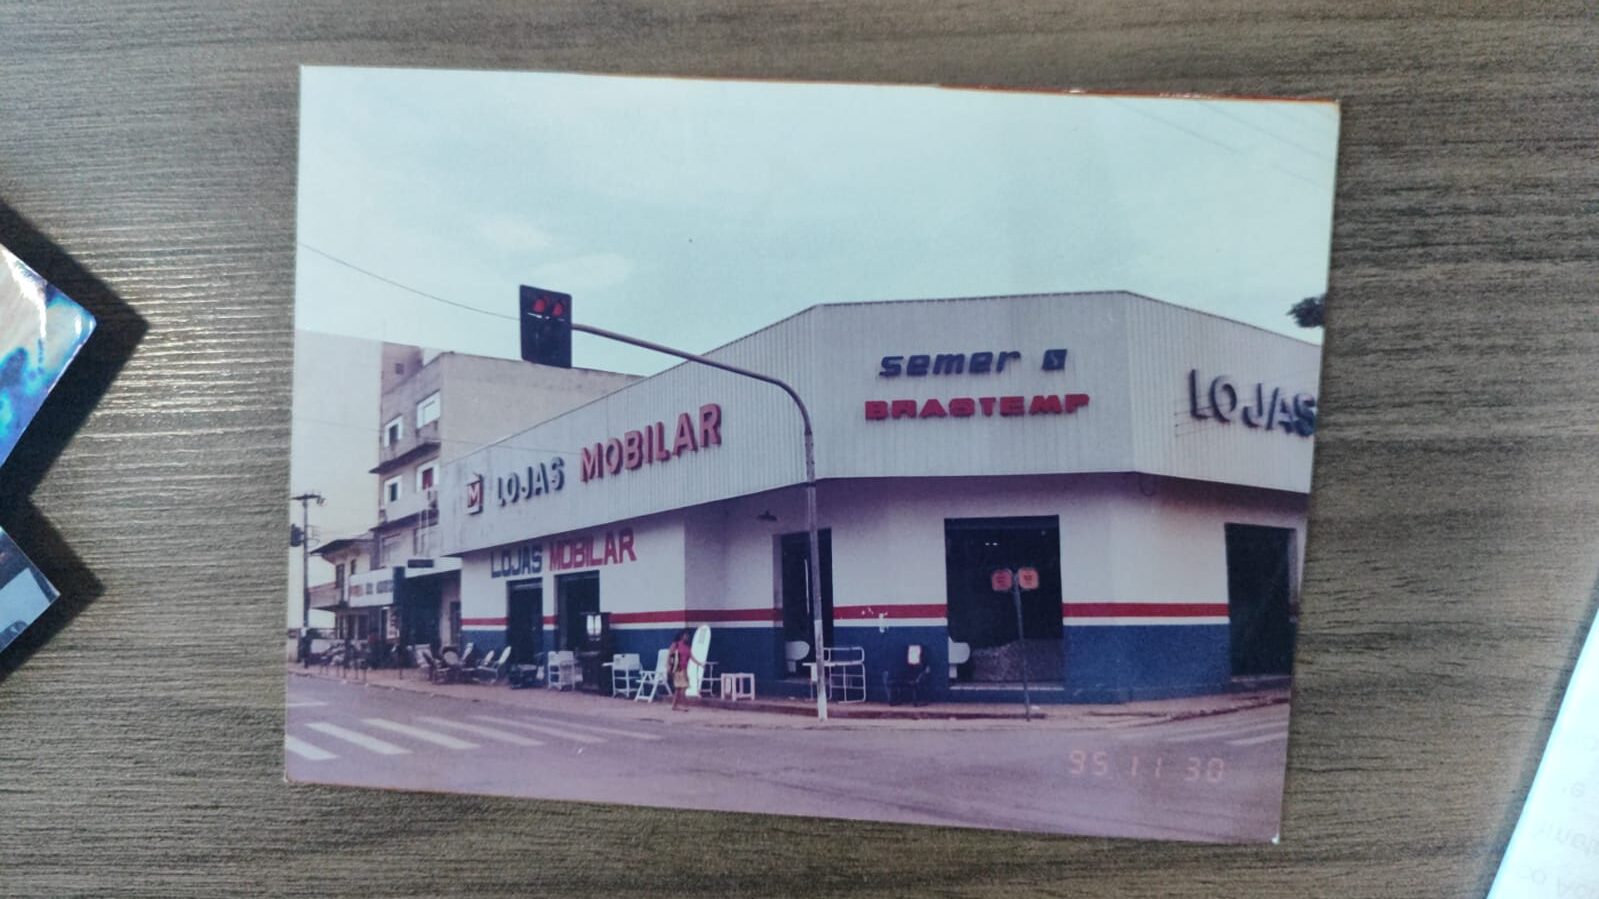 semer
BRASTEMP
LOJAS
M LOJAS MOBILAR
LOJAS MOBILAR
95 11 30